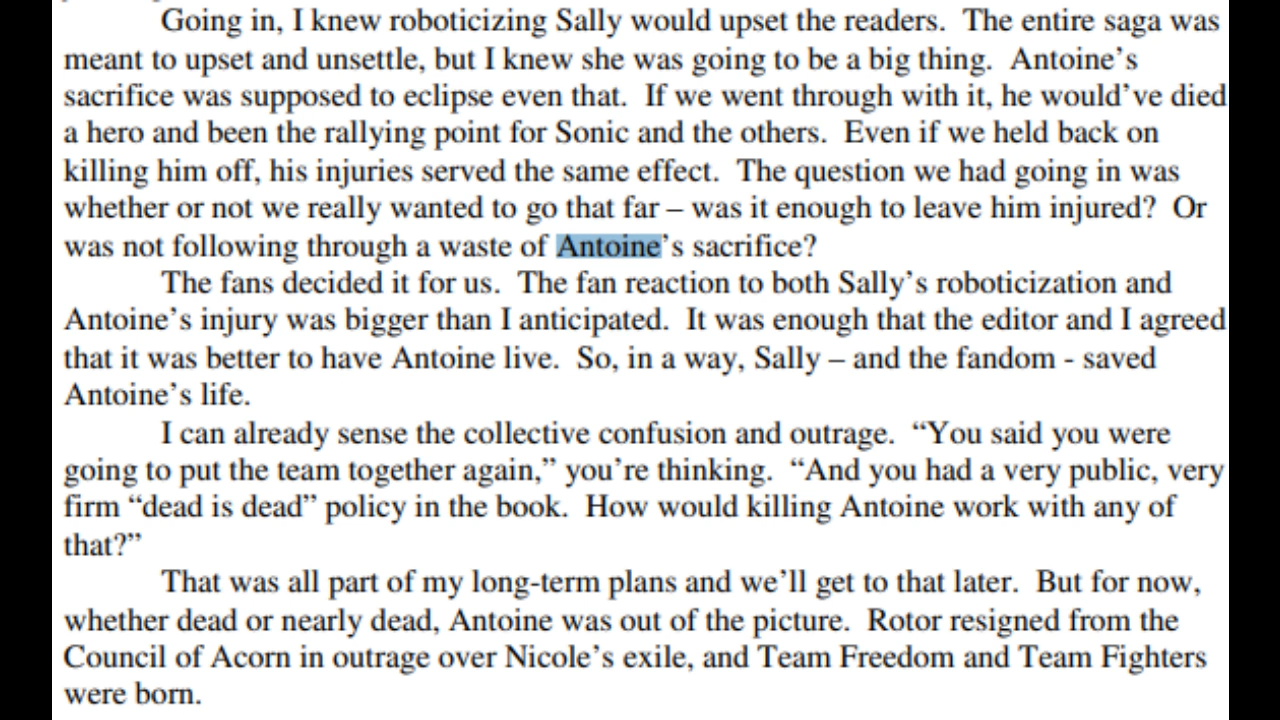 Going in, I knew roboticizing Sally would upset the readers.  The entire saga was
meant to upset and unsettle, but I knew she was going to be a big thing.  Antoine’s
sacrifice was supposed to eclipse even that.  If we went through with it, he would’ve died
a hero and been the rallying point for Sonic and the others.  Even if we held back on
killing him off, his injuries served the same effect.  The question we had going in was
whether or not we really wanted to go that far – was it enough to leave him injured?  Or
was not following through a waste of Antoine’s sacrifice?
The fans decided it for us.  The fan reaction to both Sally’s roboticization and
Antoine’s injury was bigger than I anticipated.  It was enough that the editor and I agreed
that it was better to have Antoine live.  So, in a way, Sally – and the fandom - saved
Antoine’s life.
I can already sense the collective confusion and outrage.  “You said you were
going to put the team together again,” you’re thinking.  “And you had a very public, very
firm “dead is dead” policy in the book.  How would killing Antoine work with any of
that?”
That was all part of my long-term plans and we’ll get to that later.  But for now,
whether dead or nearly dead, Antoine was out of the picture.  Rotor resigned from the
Council of Acorn in outrage over Nicole’s exile, and Team Freedom and Team Fighters
were born.